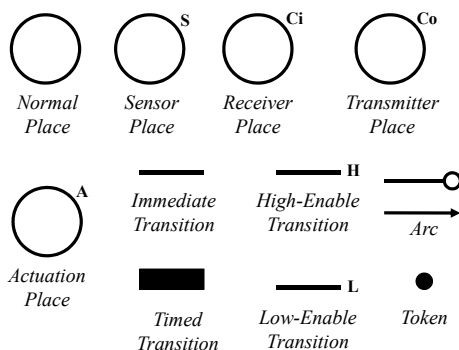 S
Ci
Co
Normal Place
Sensor Place
Receiver Place
Transmitter Place
A
H
Immediate Transition
High-Enable Transition
Arc
Actuation Place
L
Timed Transition
Low-Enable Transition
Token